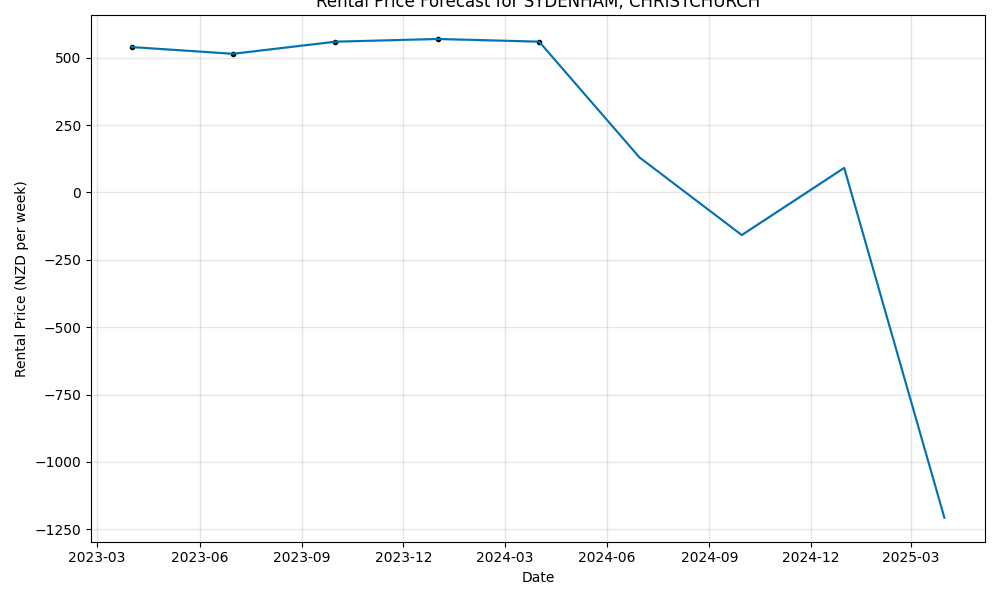 Rental Price Forecast for SYDENHAM, CHRISTCHURCH
Rental Price (NZD per week)
500
250
0
−250
−500
−750
−1000
−1250
2023-03 2023-06 2023-09 2023-12 2024-03 2024-06 2024-09 2024-12 2025-03
Date